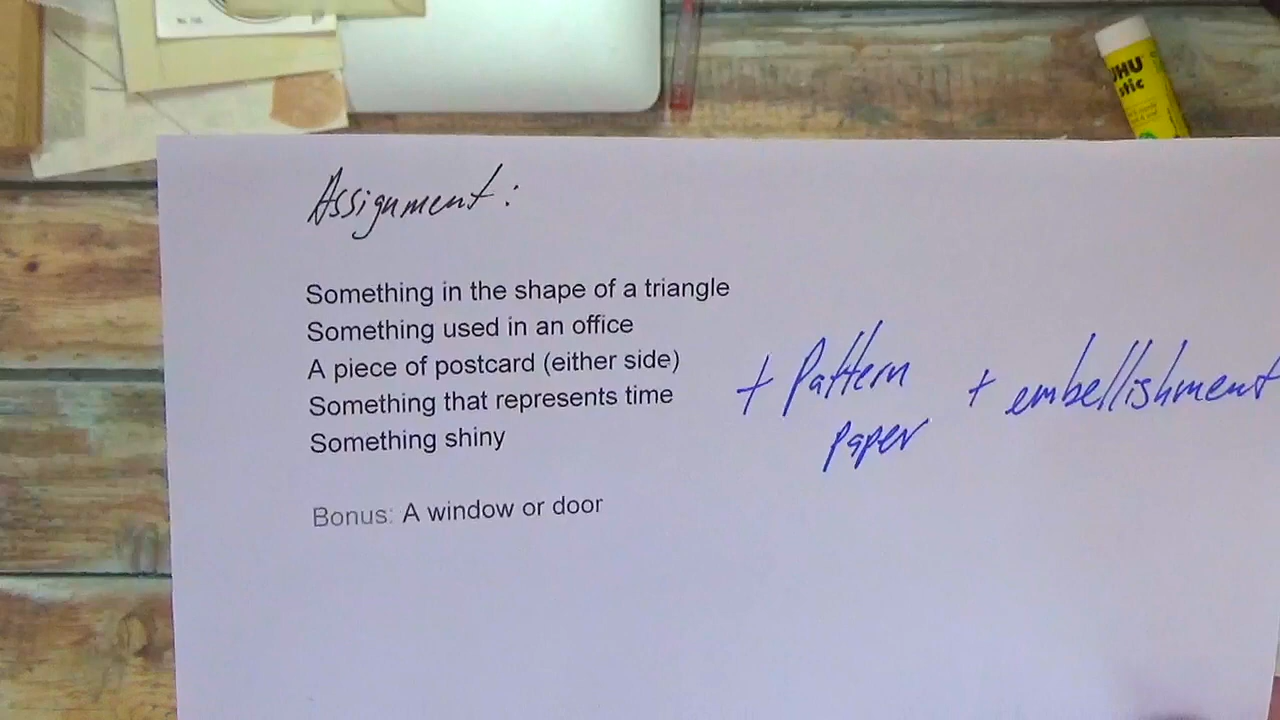 UHU
stic
Assignment:
Something in the shape of a triangle
Something used in an office
A piece of postcard (either side)
Something that represents time
Something shiny
+ Pattern
paper
+ embellishment
Bonus: A window or door